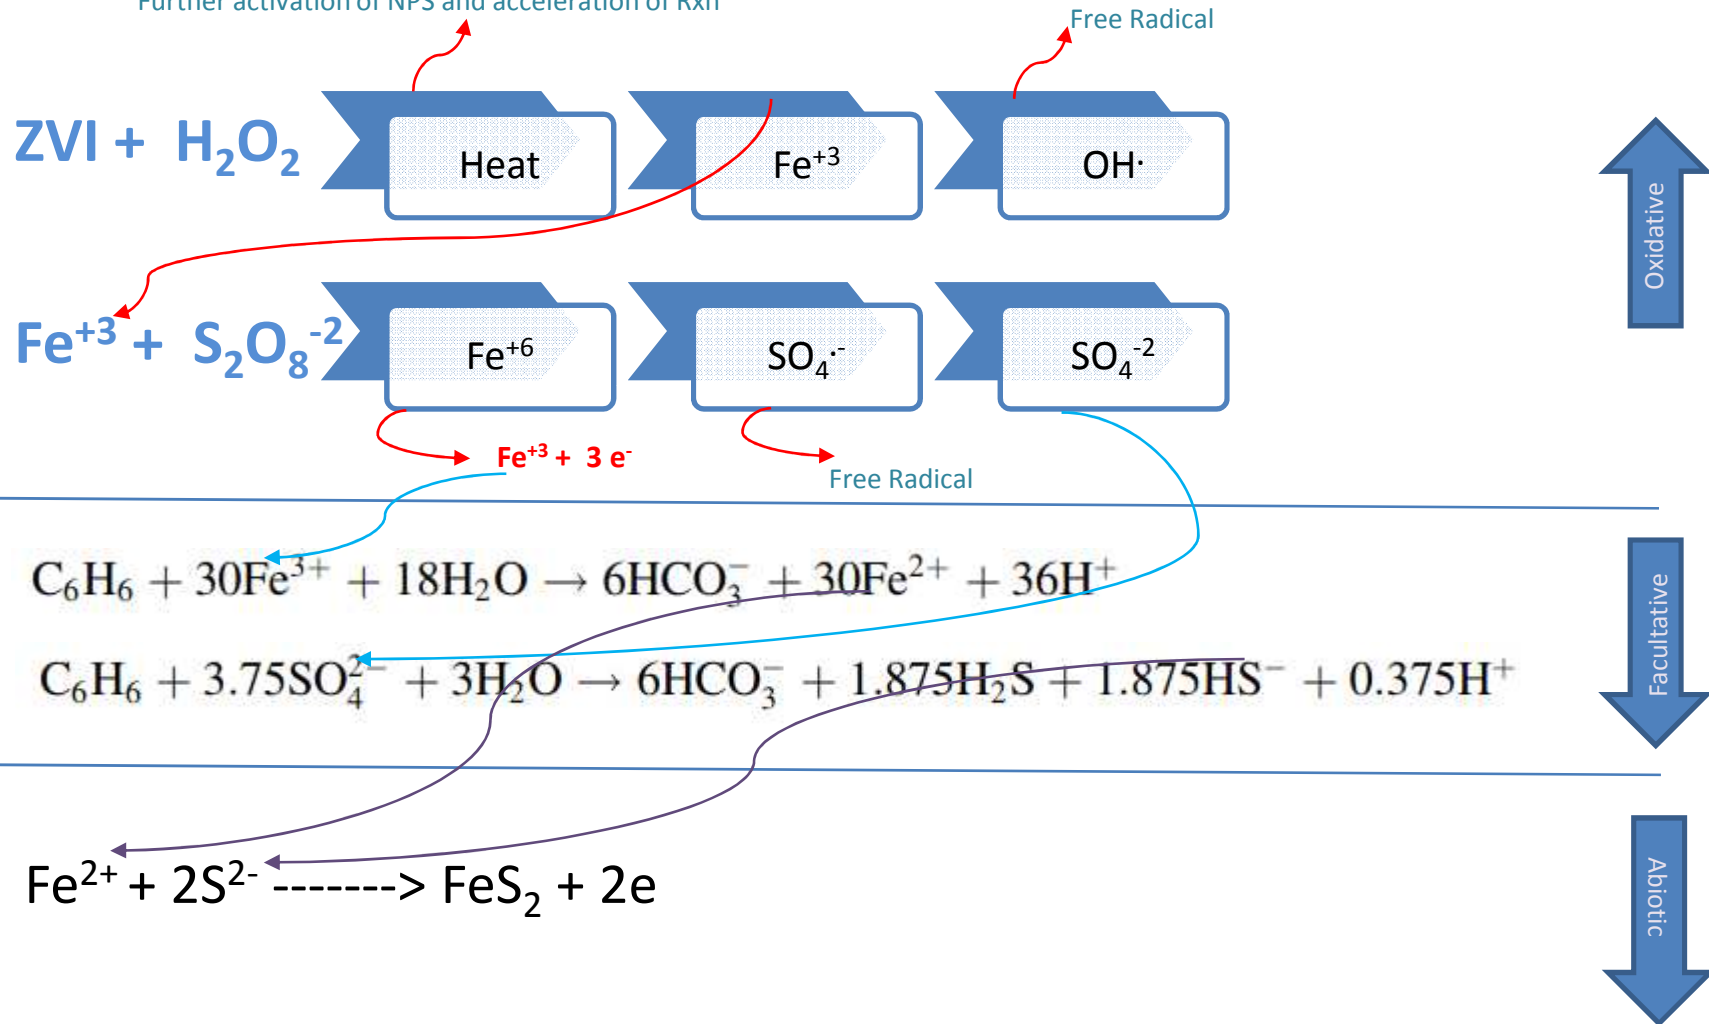 Further activation of NPS and acceleration of Rxn
Free Radical
ZVI + H₂O₂
Heat
Fe⁺³
OH·
Oxidative
Fe⁺³ + S₂O₈⁻²
Fe⁺⁶
SO₄·⁻
SO₄⁻²
Fe⁺³ + 3 e⁻
Free Radical
C₆H₆ + 30Fe³⁺ + 18H₂O → 6HCO₃⁻ + 30Fe²⁺ + 36H⁺
C₆H₆ + 3.75SO₄²⁻ + 3H₂O → 6HCO₃⁻ + 1.875H₂S + 1.875HS⁻ + 0.375H⁺
Facultative
Fe²⁺ + 2S²⁻ -------> FeS₂ + 2e
Abiotic